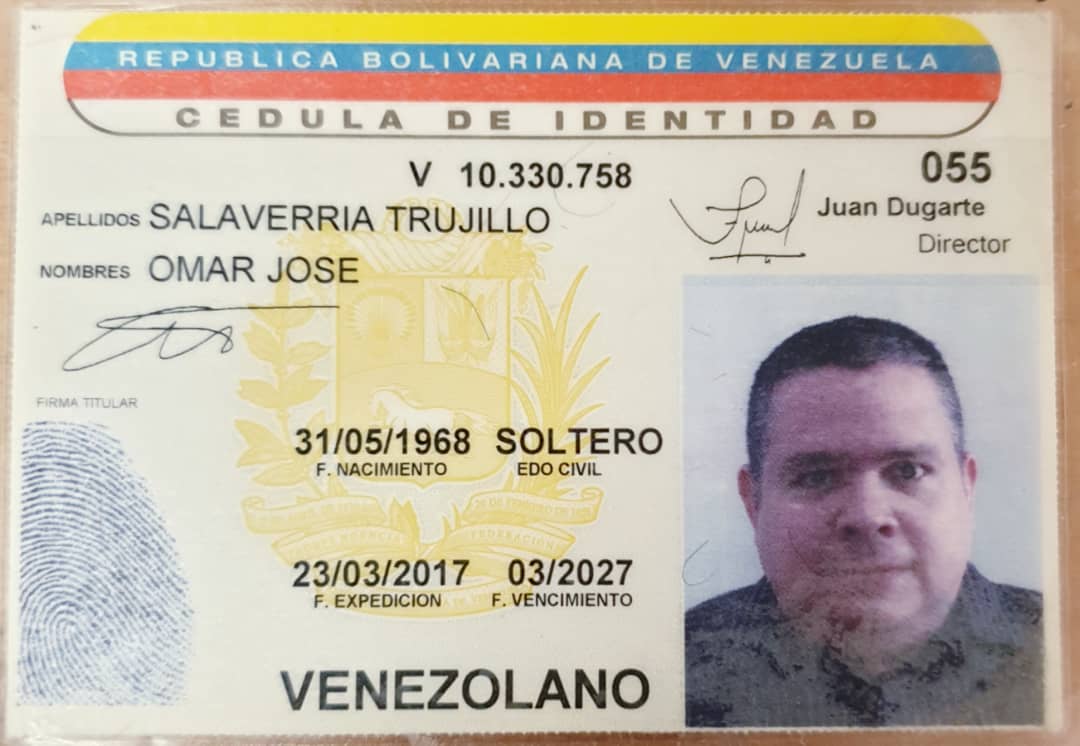 REPUBLICA BOLIVARIANA DE VENEZUELA
CEDULA DE IDENTIDAD
V 10.330.758
055
APELLIDOS SALAVERRIA TRUJILLO
Juan Dugarte
Director
NOMBRES OMAR JOSE
FIRMA TITULAR
31/05/1968 SOLTERO
F. NACIMIENTO EDO CIVIL
23/03/2017 03/2027
F. EXPEDICION F. VENCIMIENTO
VENEZOLANO